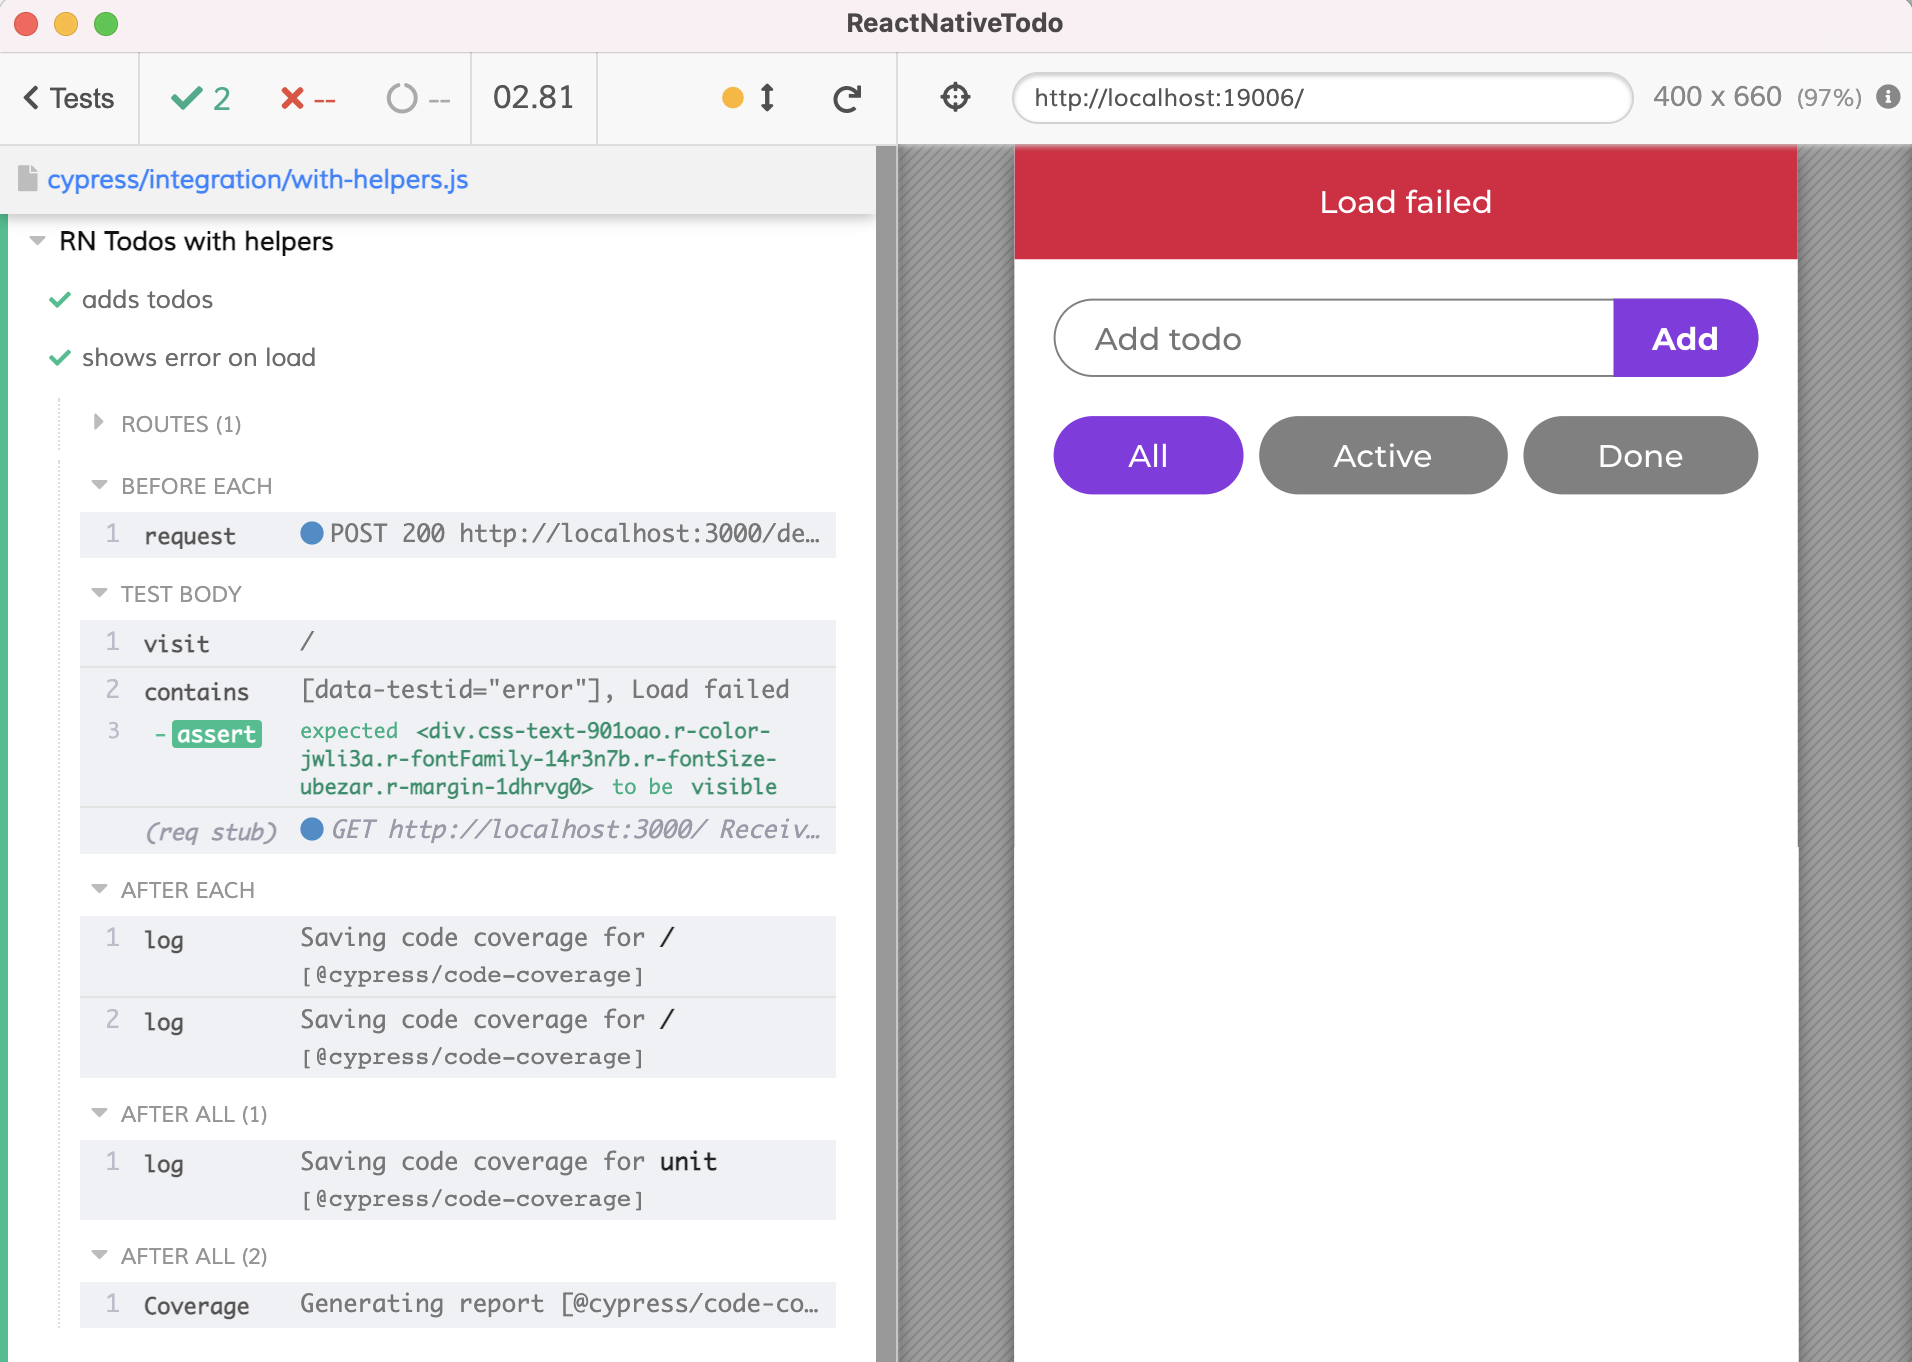 ReactNativeTodo
Tests
2
--
--
02.81
http://localhost:19006/
400 x 660 (97%)
cypress/integration/with-helpers.js
RN Todos with helpers
adds todos
shows error on load
ROUTES (1)
BEFORE EACH
1 request POST 200 http://localhost:3000/de…
TEST BODY
1 visit /
2 contains [data-testid="error"], Load failed
3 -assert expected <div.css-text-901oao.r-color-
jwli3a.r-fontFamily-14r3n7b.r-fontSize-
ubezar.r-margin-1dhrvg0> to be visible
(req stub) GET http://localhost:3000/ Receiv…
AFTER EACH
1 log Saving code coverage for /
[@cypress/code-coverage]
2 log Saving code coverage for /
[@cypress/code-coverage]
AFTER ALL (1)
1 log Saving code coverage for unit
[@cypress/code-coverage]
AFTER ALL (2)
1 Coverage Generating report [@cypress/code-co…
Load failed
Add todo
Add
All
Active
Done